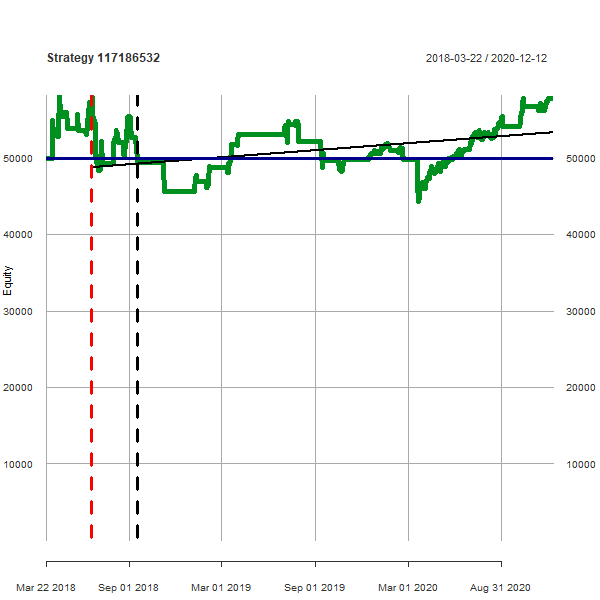 Strategy 117186532
2018-03-22 / 2020-12-12
50000
50000
40000
40000
Equity
30000
30000
20000
20000
10000
10000
Mar 22 2018
Sep 01 2018
Mar 01 2019
Sep 01 2019
Mar 01 2020
Aug 31 2020